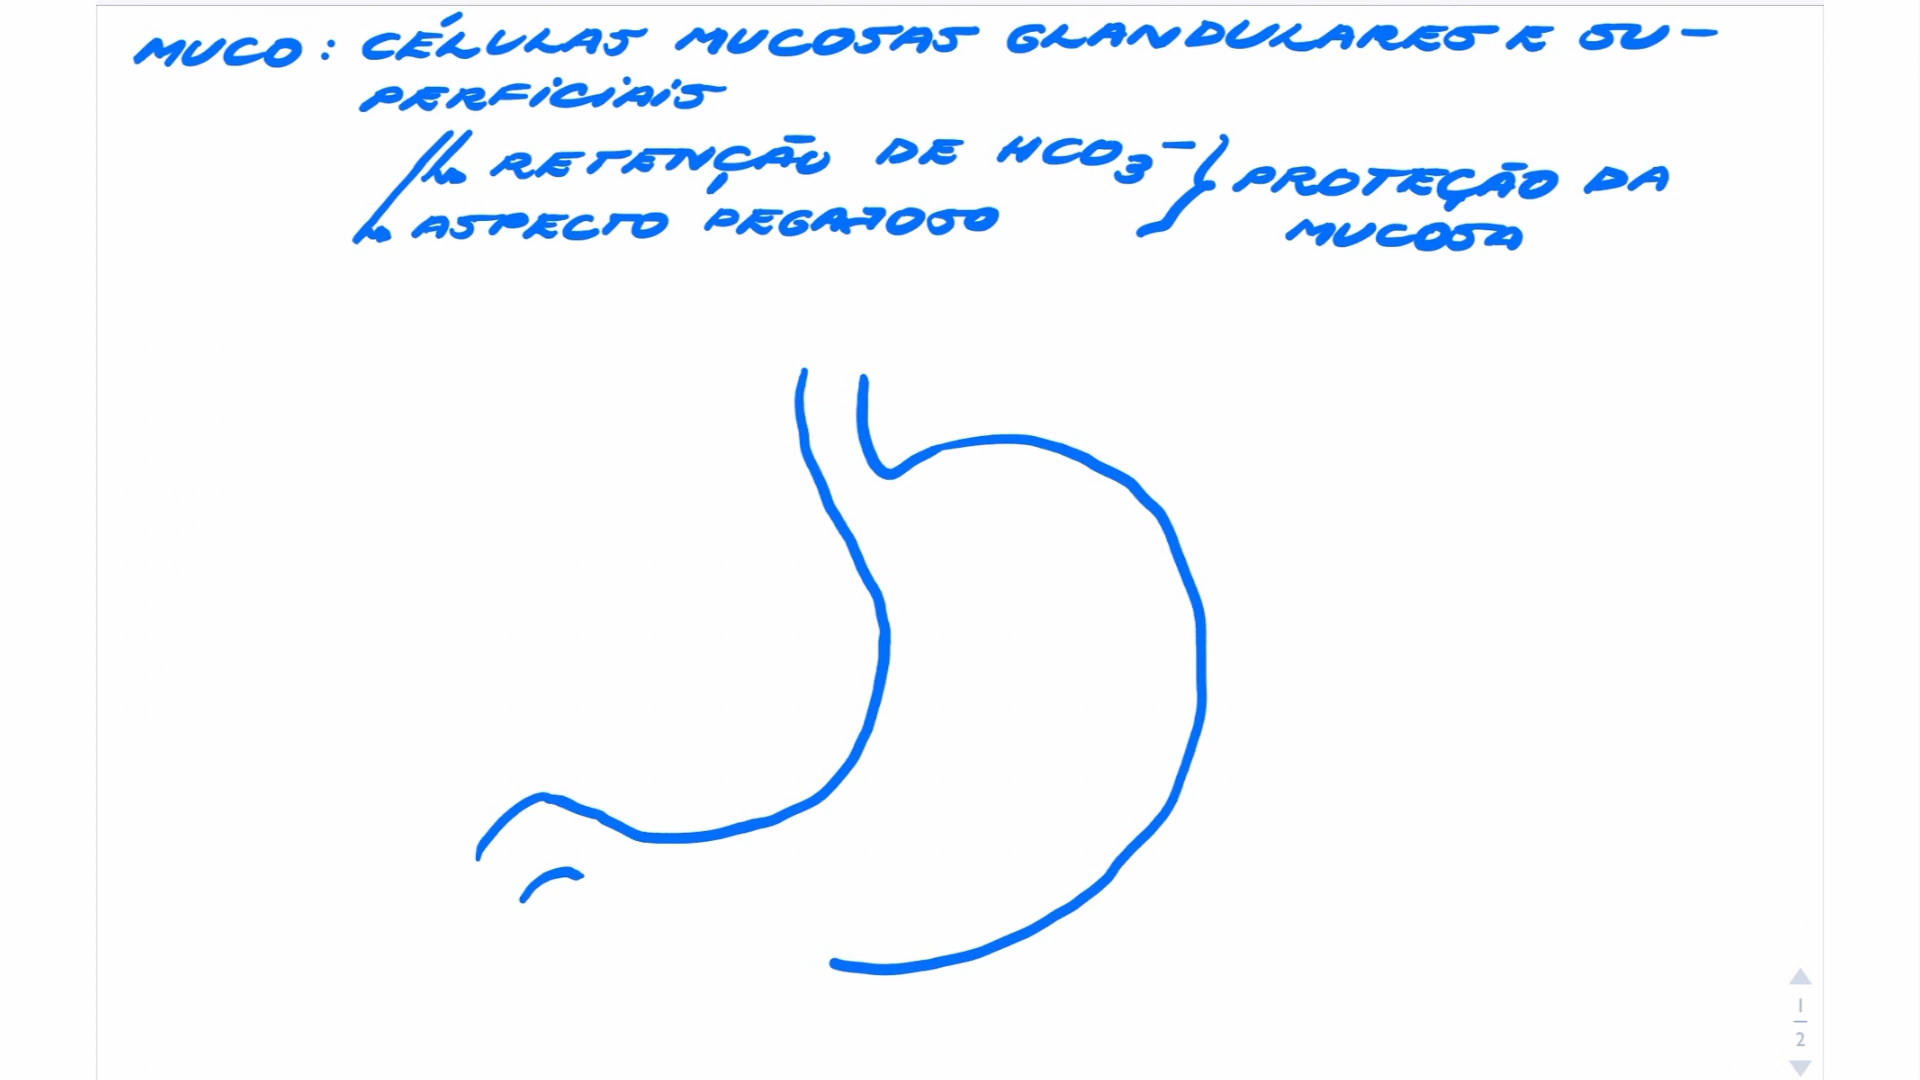 MUCO: CÉLULAS MUCOSAS GLANDULARES E SU-
PERFICIAIS
RETENÇÃO DE HCO3-
ASPECTO PEGAJOSO
PROTEÇÃO DA
MUCOSA
1
2